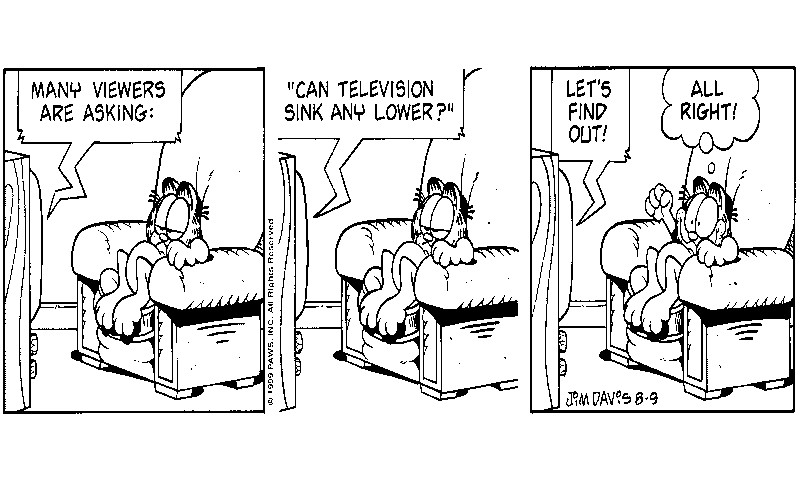 MANY VIEWERS
ARE ASKING:
© 1999 PAWS, INC. All Rights Reserved
"CAN TELEVISION
SINK ANY LOWER?"
LET'S
FIND
OUT!
ALL
RIGHT!
JIM DAVIS 8-9